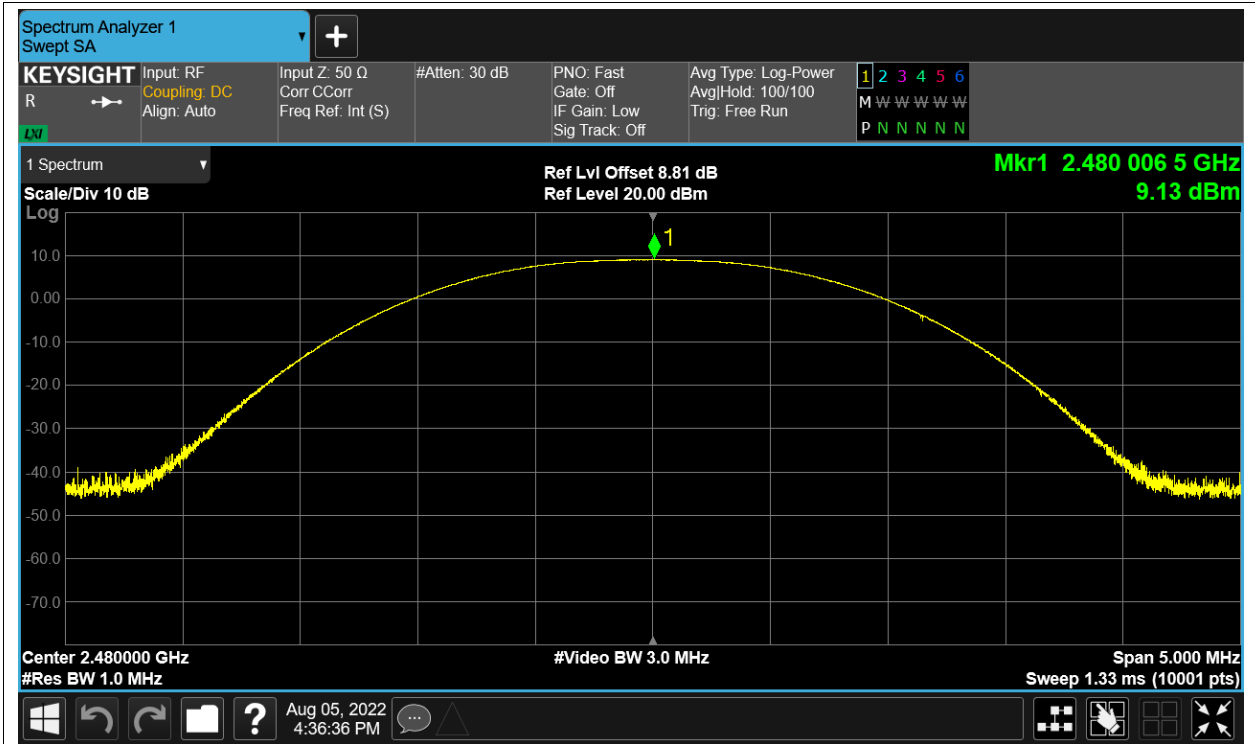 Spectrum Analyzer 1
Swept SA
KEYSIGHT
R
LXI
Input: RF
Coupling: DC
Align: Auto
Input Z: 50 Ω
Corr CCorr
Freq Ref: Int (S)
#Atten: 30 dB
PNO: Fast
Gate: Off
IF Gain: Low
Sig Track: Off
Avg Type: Log-Power
Avg|Hold: 100/100
Trig: Free Run
1 2 3 4 5 6
M W W W W W
P N N N N N
1 Spectrum
Scale/Div 10 dB
Log
Ref Lvl Offset 8.81 dB
Ref Level 20.00 dBm
Mkr1 2.480 006 5 GHz
9.13 dBm
1
10.0
0.00
-10.0
-20.0
-30.0
-40.0
-50.0
-60.0
-70.0
Center 2.480000 GHz
#Res BW 1.0 MHz
#Video BW 3.0 MHz
Span 5.000 MHz
Sweep 1.33 ms (10001 pts)
?
Aug 05, 2022
4:36:36 PM